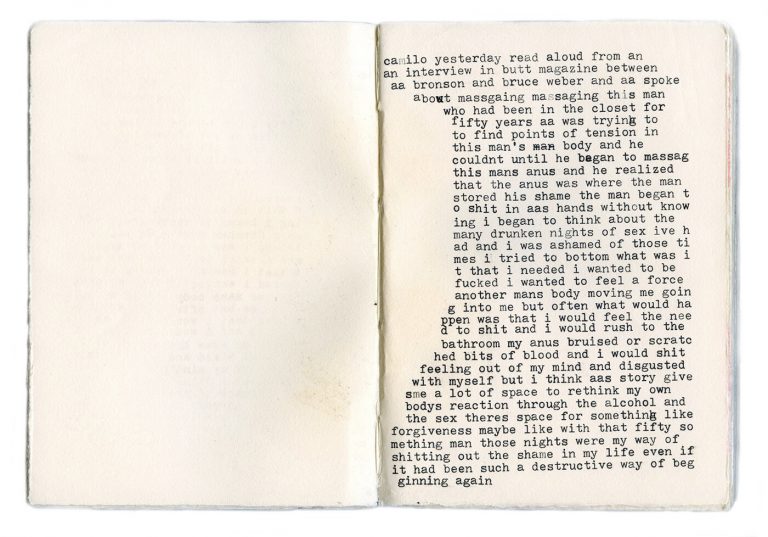 camilo yesterday read aloud from an
an interview in butt magazine between
aa bronson and bruce weber and aa spoke
about massgaing massaging this man
who had been in the closet for
fifty years aa was trying to
to find points of tension in
this man's man body and he
couldnt until he began to massag
this mans anus and he realized
that the anus was where the man
stored his shame the man began t
o shit in aas hands without know
ing i began to think about the
many drunken nights of sex ive h
ad and i was ashamed of those ti
mes i tried to bottom what was i
t that i needed i wanted to be
fucked i wanted to feel a force
another mans body moving me goin
g into me but often what would ha
ppen was that i would feel the nee
d to shit and i would rush to the
bathroom my anus bruised or scratc
hed bits of blood and i would shit
feeling out of my mind and disgusted
with myself but i think aas story give
sme a lot of space to rethink my own
bodys reaction through the alcohol and
the sex theres space for something like
forgiveness maybe like with that fifty so
mething man those nights were my way of
shitting out the shame in my life even if
it had been such a destructive way of beg
ginning again